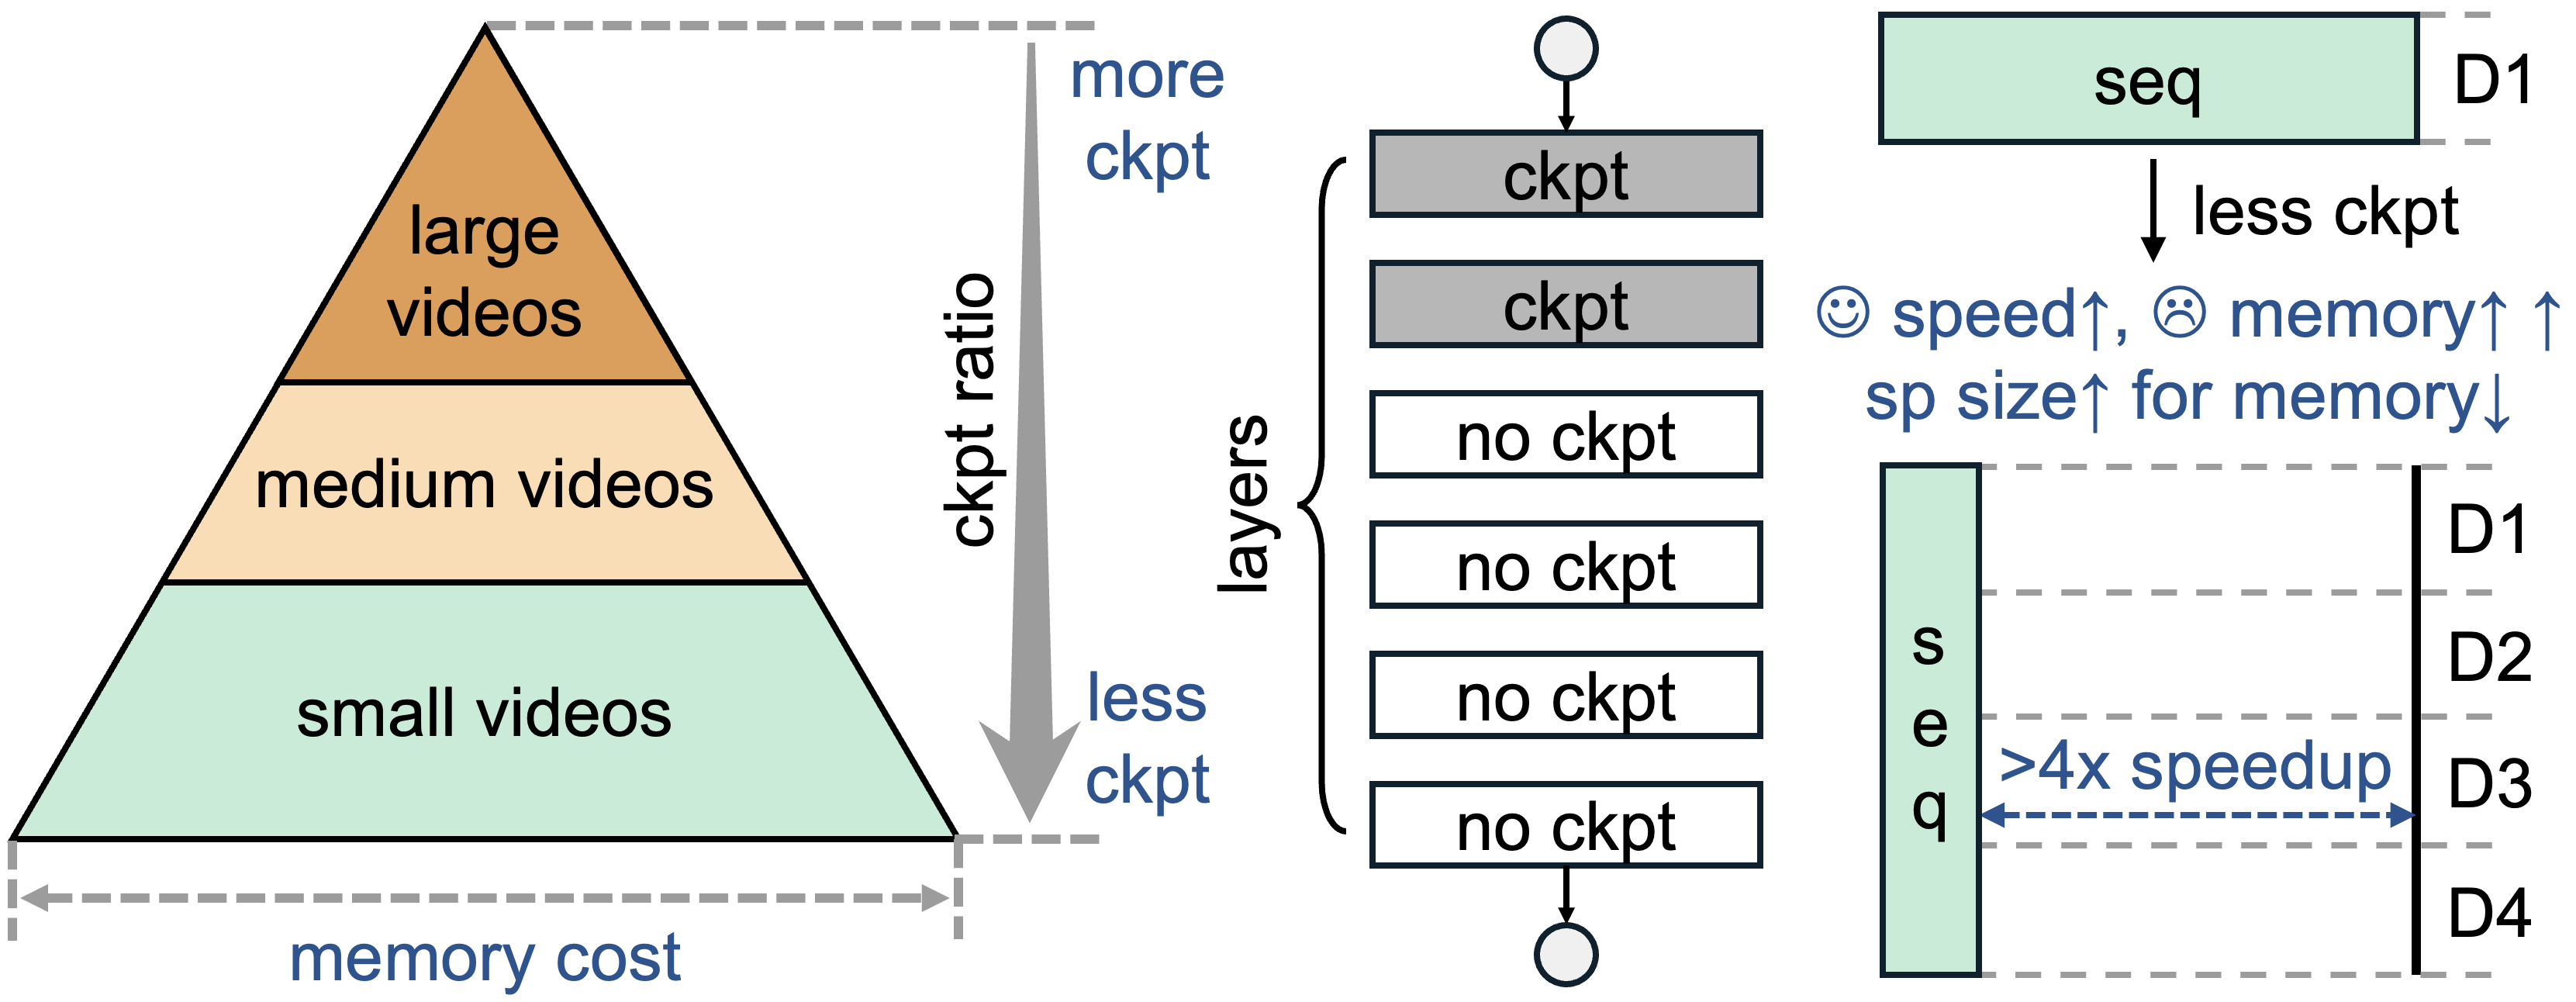 large
videos
medium videos
small videos
memory cost
ckpt ratio
more
ckpt
less
ckpt
layers
ckpt
ckpt
no ckpt
no ckpt
no ckpt
no ckpt
seq
D1
less ckpt
☺ speed↑, ☹ memory↑ ↑
sp size↑ for memory↓
s
e
q
>4x speedup
D1
D2
D3
D4